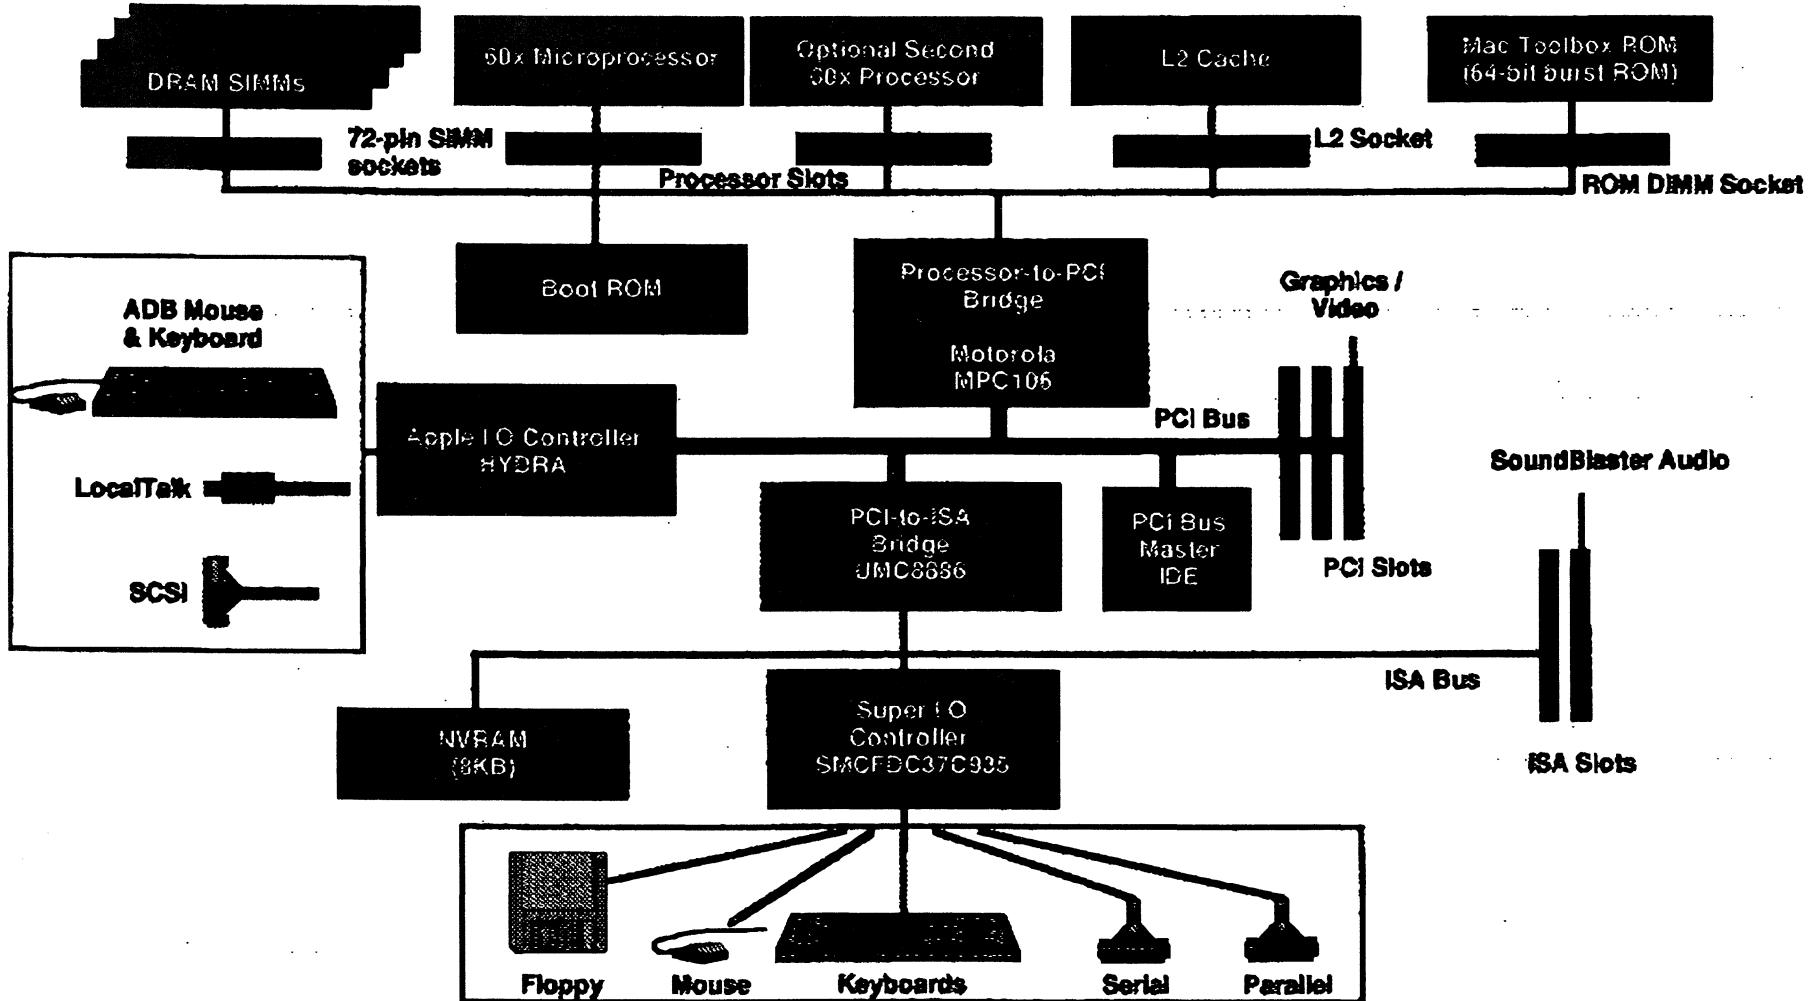 DRAM SIMMs
60x Microprocessor
Optional Second
60x Processor
L2 Cache
Mac Toolbox ROM
(64-bit burst ROM)
72-pin SIMM
sockets
Processor Slots
L2 Socket
ROM DIMM Socket
Boot ROM
Processor-to-PCI
Bridge
Motorola
MPC106
Graphics /
Video
ADB Mouse
& Keyboard
Apple I O Controller
HYDRA
PCI Bus
SoundBlaster Audio
LocalTalk
PCI-to-ISA
Bridge
UMC8886
PCI Bus
Master
IDE
PCI Slots
SCSI
ISA Bus
NVRAM
(8KB)
Super I O
Controller
SMCFDC37C935
ISA Slots
Floppy
Mouse
Keyboards
Serial
Parallel